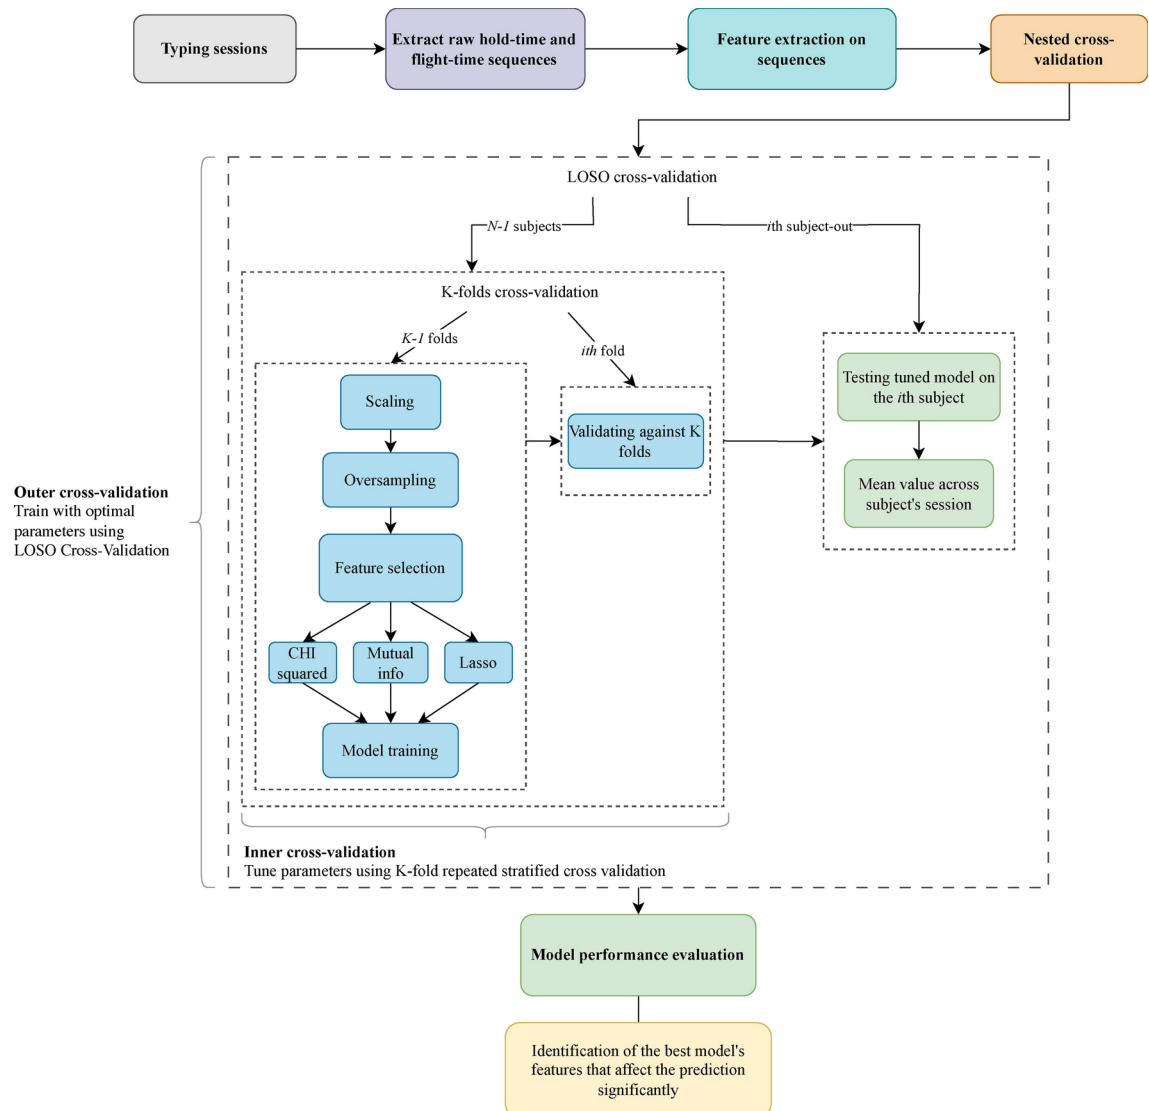 Typing sessions
Extract raw hold-time and
flight-time sequences
Feature extraction on
sequences
Nested cross-
validation
LOSO cross-validation
N-1 subjects
ith subject-out
K-folds cross-validation
K-1 folds
ith fold
Scaling
Oversampling
Feature selection
CHI
squared
Mutual
info
Lasso
Model training
Validating against K
folds
Testing tuned model on
the ith subject
Mean value across
subject's session
Outer cross-validation
Train with optimal
parameters using
LOSO Cross-Validation
Inner cross-validation
Tune parameters using K-fold repeated stratified cross validation
Model performance evaluation
Identification of the best model's
features that affect the prediction
significantly